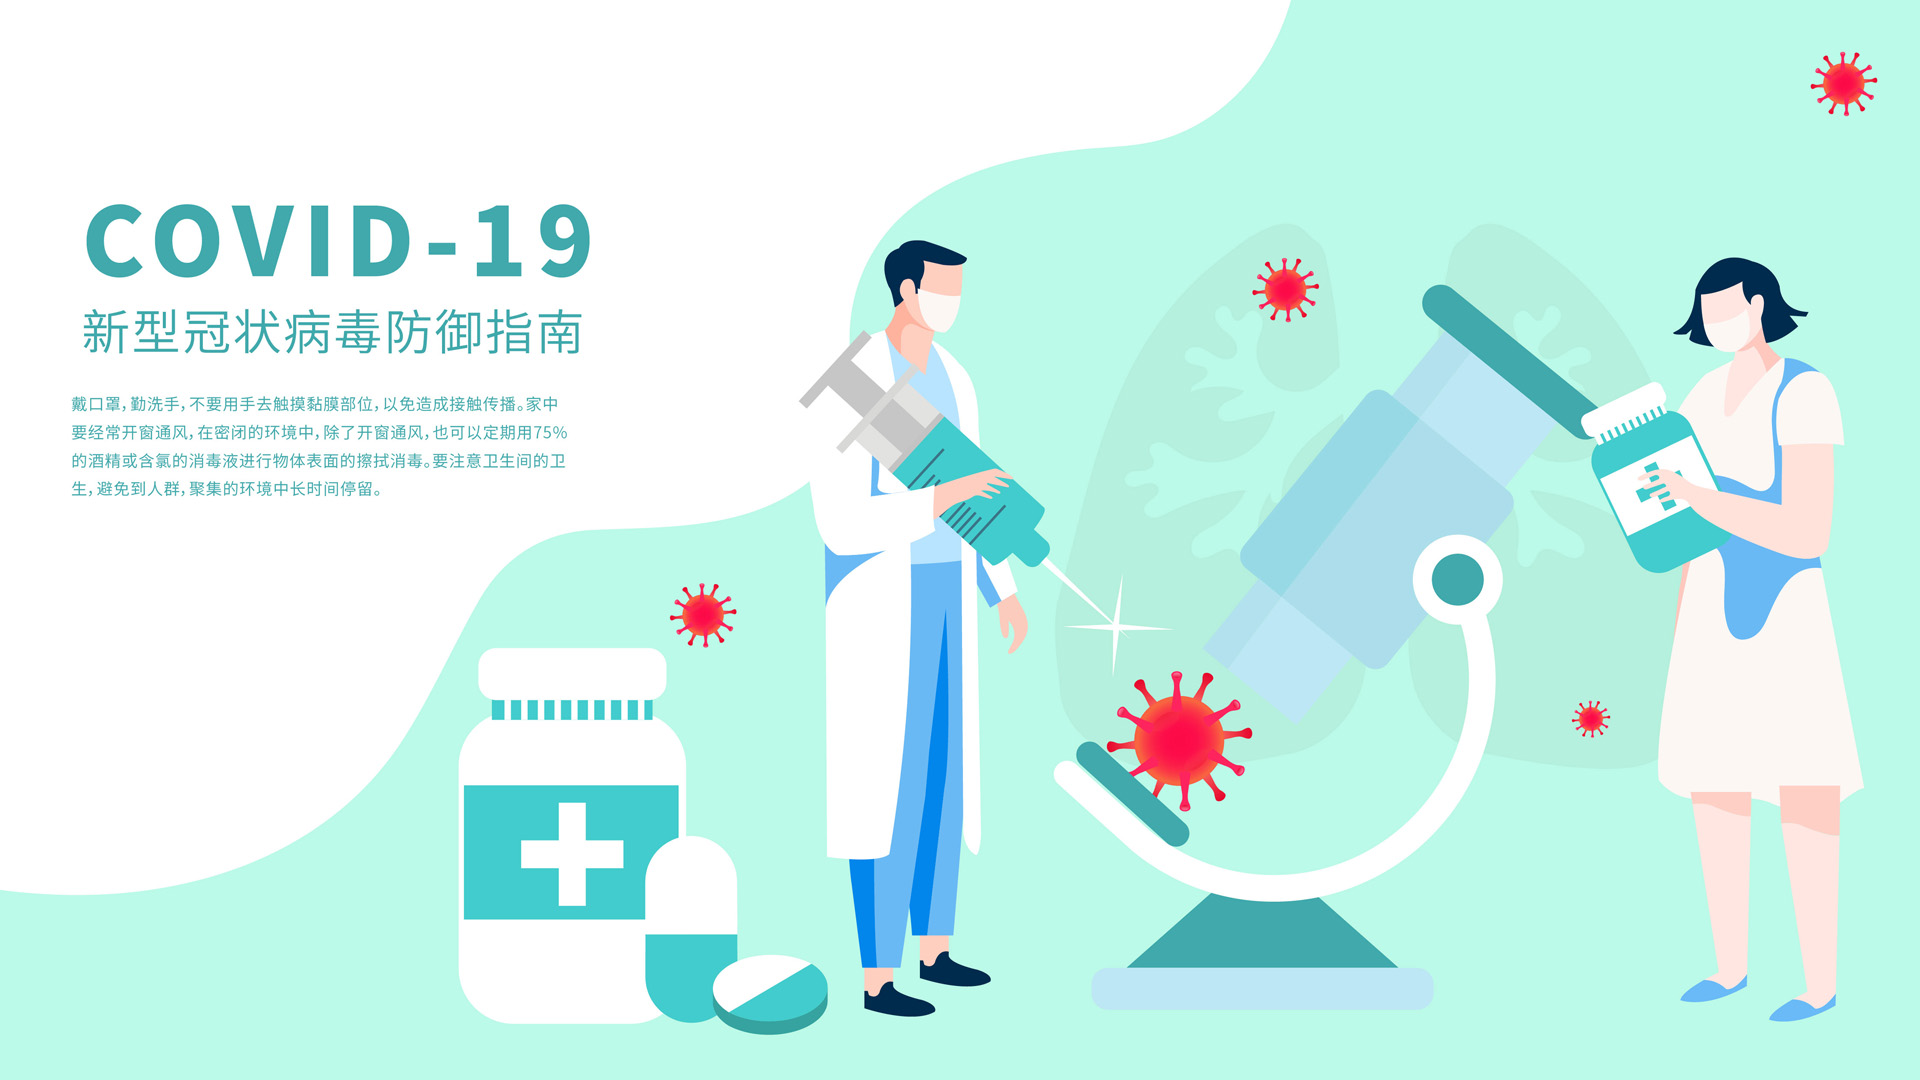 COVID-19
新型冠状病毒防御指南
戴口罩，勤洗手，不要用手去触摸黏膜部位，以免造成接触传播。家中
要经常开窗通风，在密闭的环境中，除了开窗通风，也可以定期用75%
的酒精或含氯的消毒液进行物体表面的擦拭消毒。要注意卫生间的卫
生，避免到人群，聚集的环境中长时间停留。